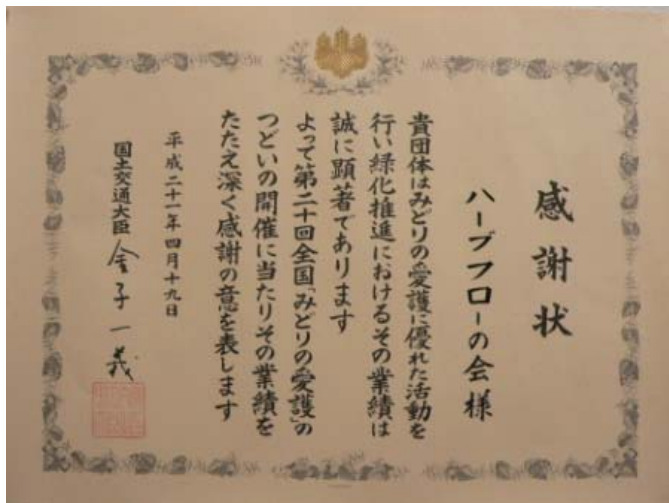 感謝状
ハーブフローの会様
貴団体はみどりの愛護に優れた活動を
行い緑化推進におけるその業績は
誠に顕著であります
よって第二十回全国「みどりの愛護」の
つどいの開催に当たりその業績を
たたえ深く感謝の意を表します
平成二十一年四月十九日
国土交通大臣 金子一義